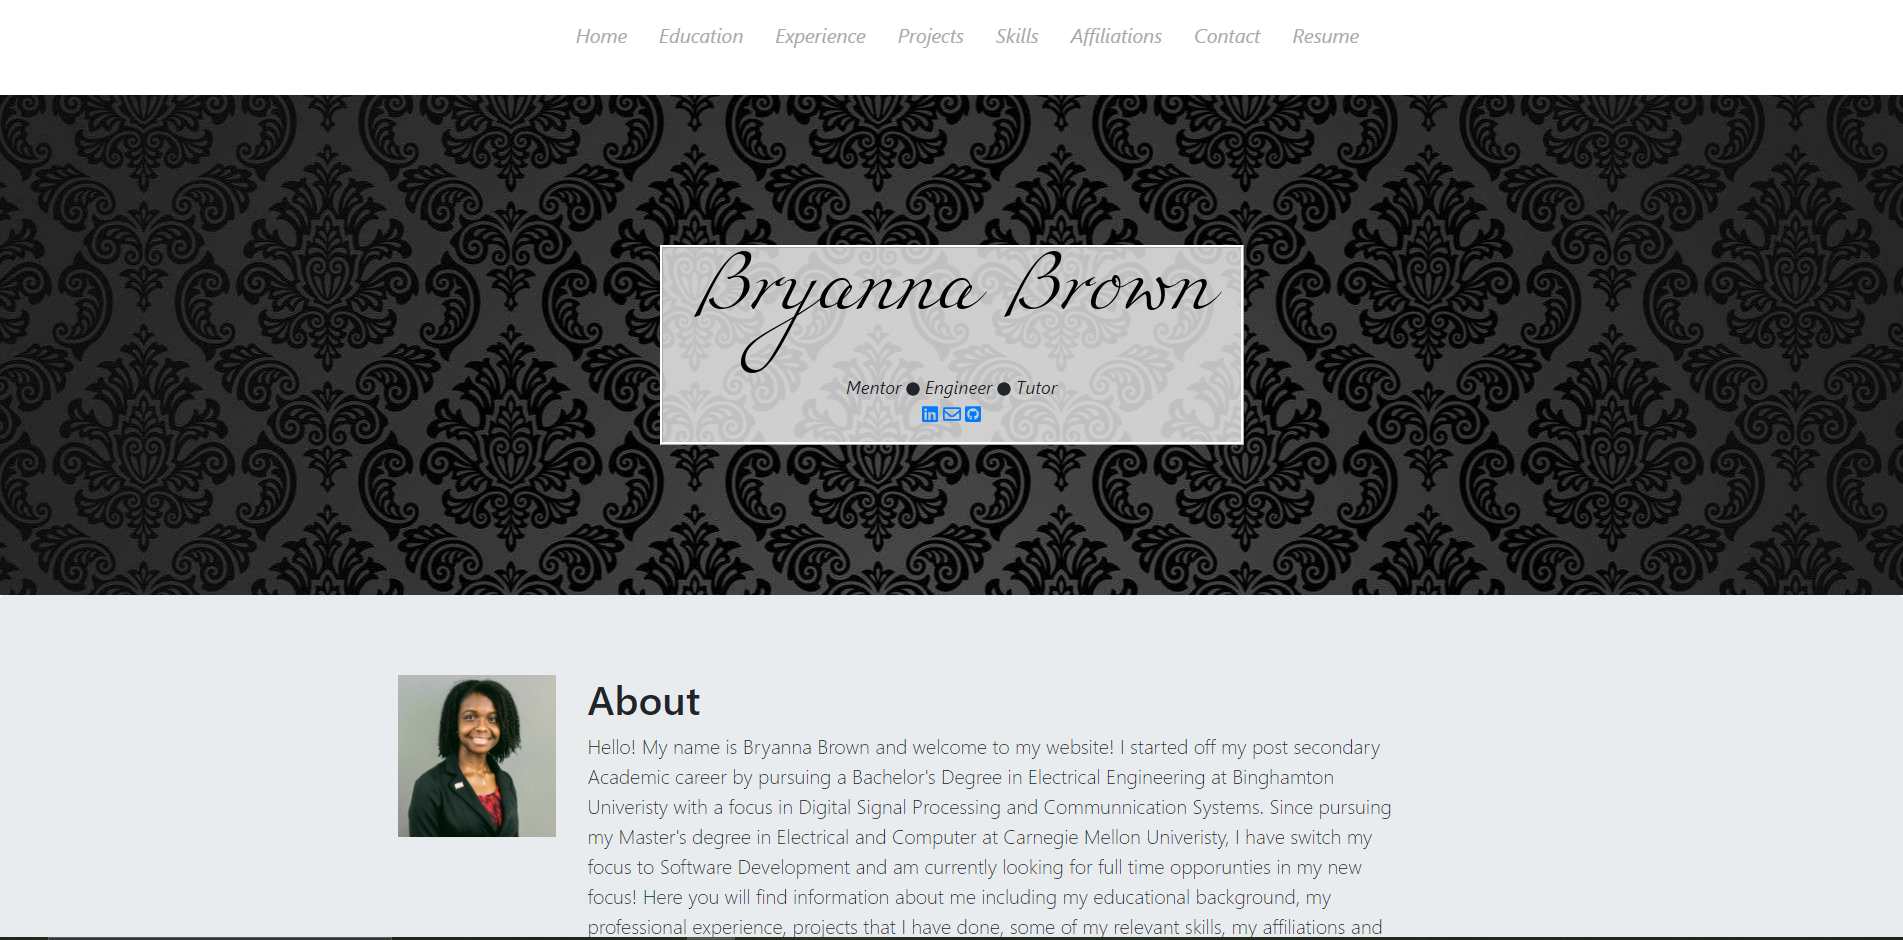 Home Education Experience Projects Skills Affiliations Contact Resume
Bryanna Brown
Mentor ● Engineer ● Tutor
in
About
Hello! My name is Bryanna Brown and welcome to my website! I started off my post secondary
Academic career by pursuing a Bachelor's Degree in Electrical Engineering at Binghamton
Univeristy with a focus in Digital Signal Processing and Communnication Systems. Since pursuing
my Master's degree in Electrical and Computer at Carnegie Mellon Univeristy, I have switch my
focus to Software Development and am currently looking for full time opporunties in my new
focus! Here you will find information about me including my educational background, my
professional experience, projects that I have done, some of my relevant skills, my affiliations and